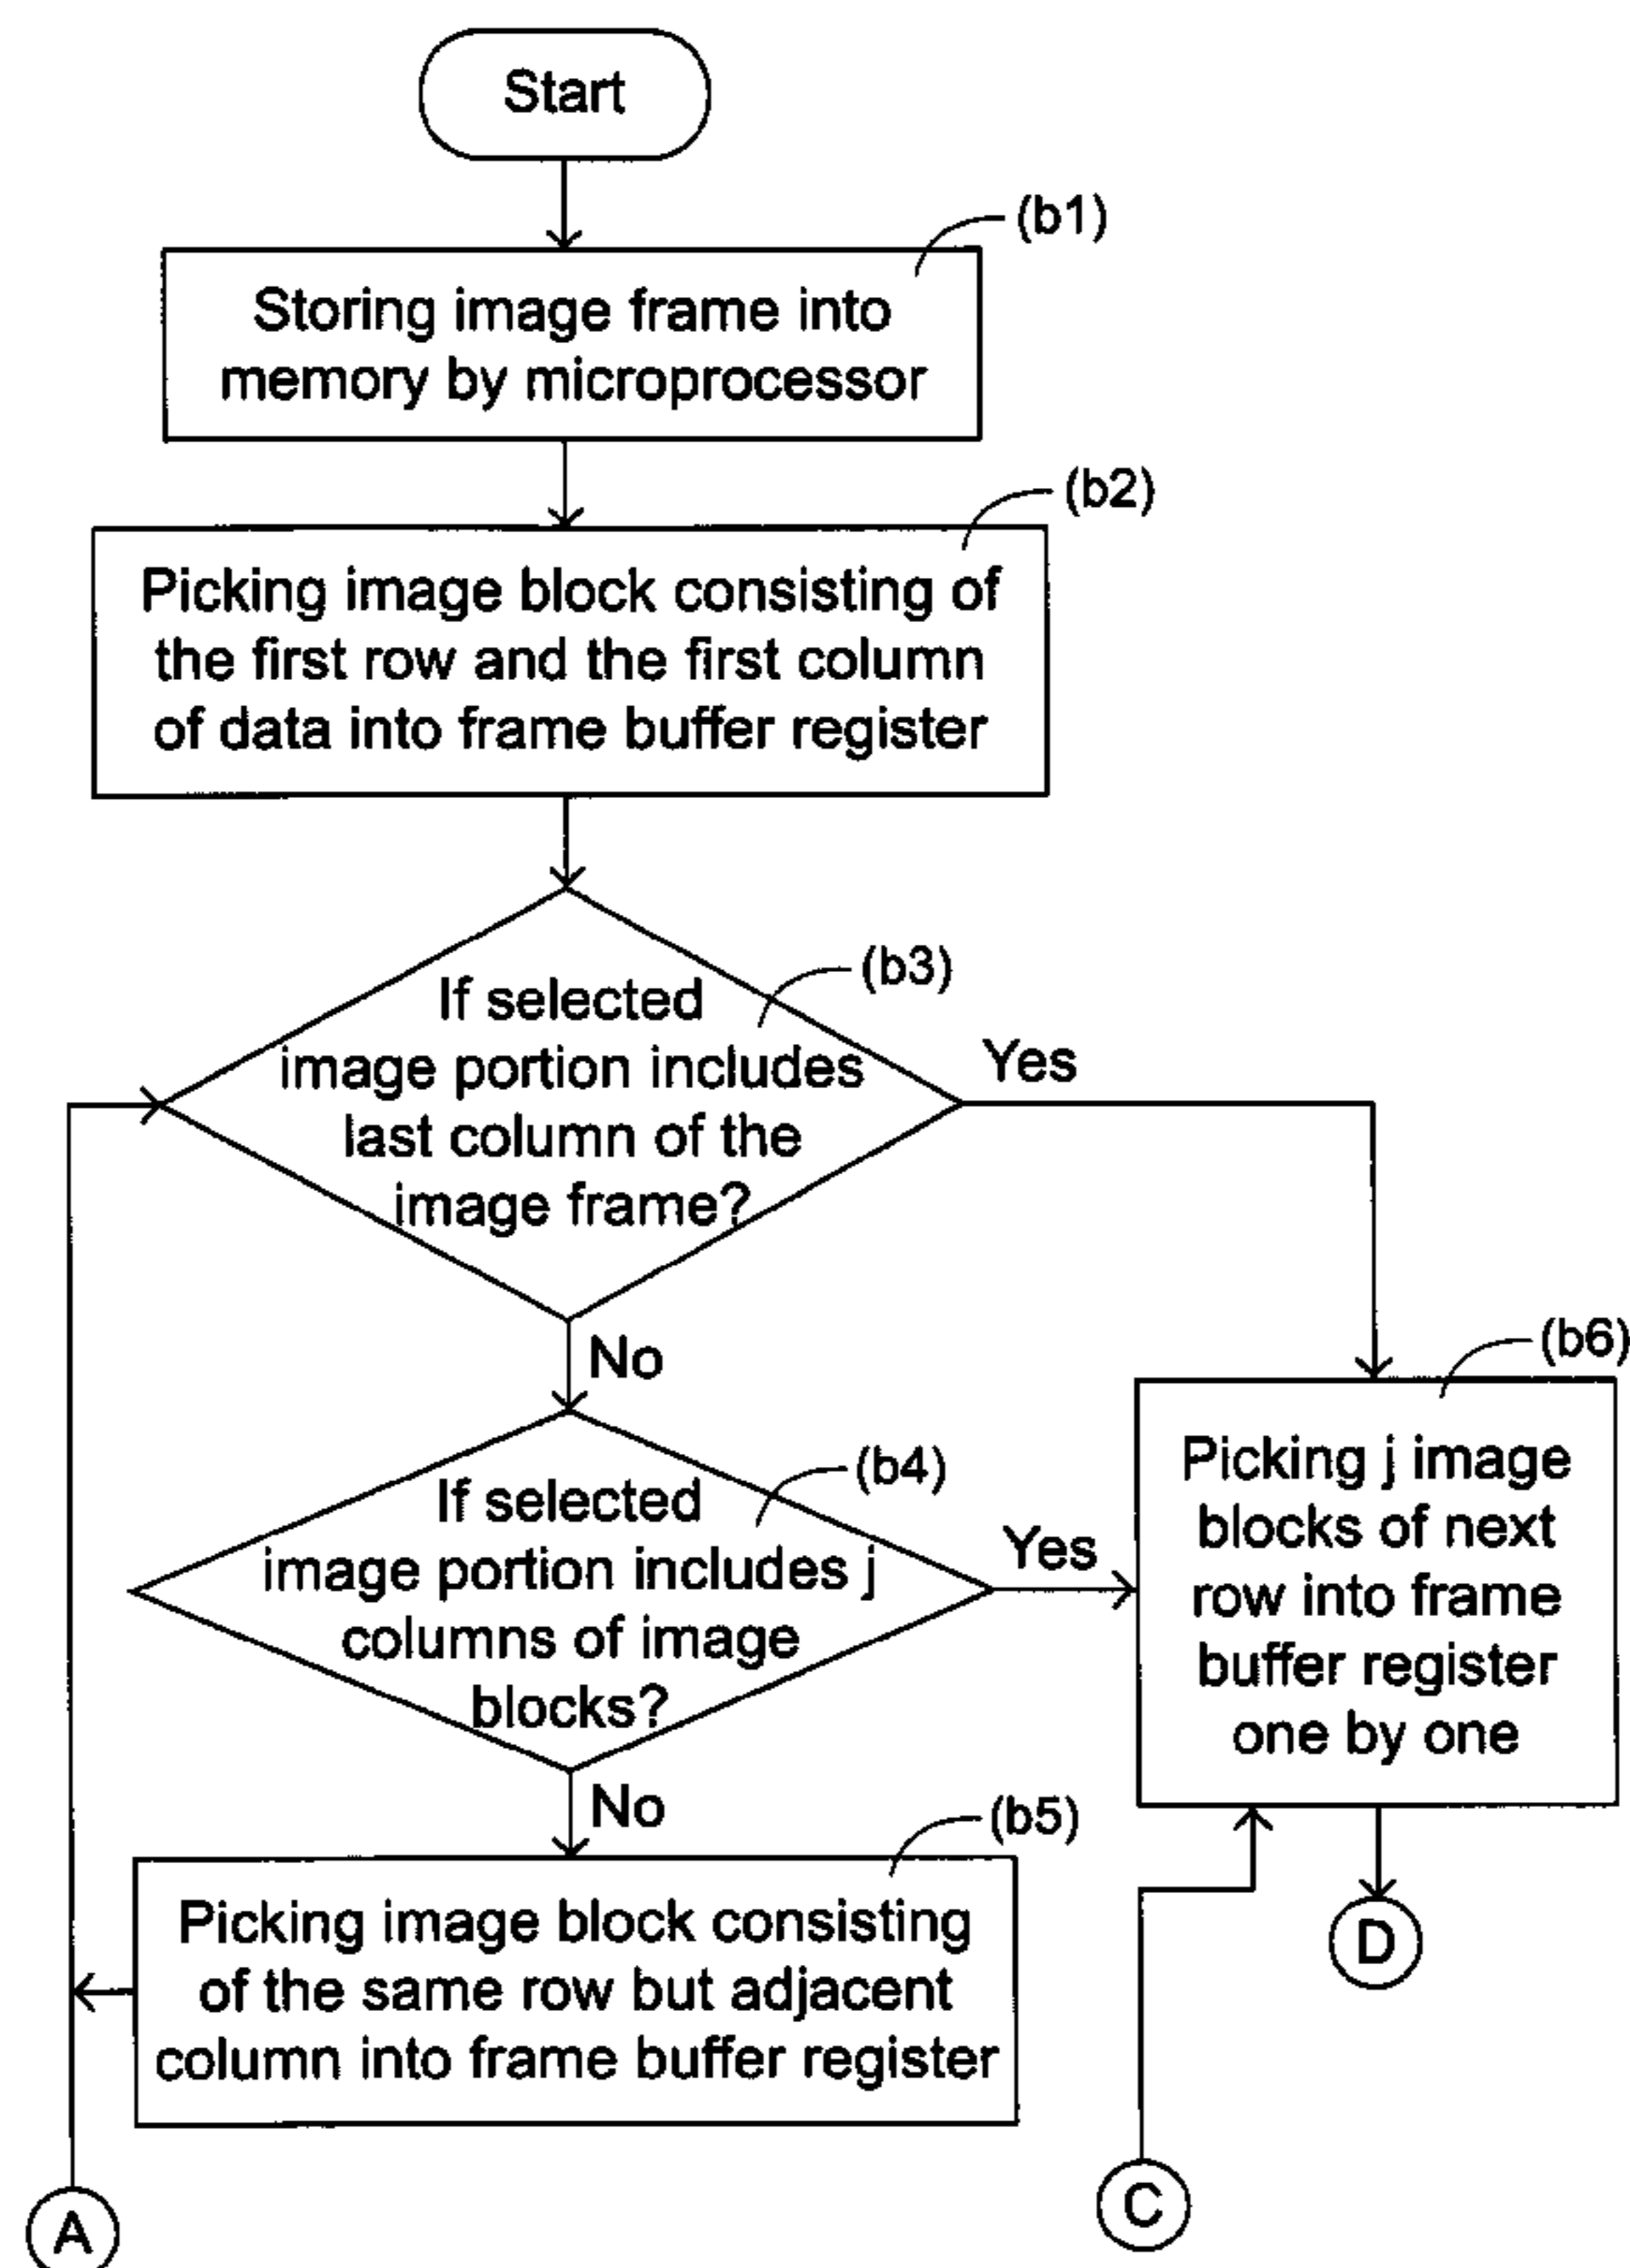 Start
(b1)
Storing image frame into
memory by microprocessor
(b2)
Picking image block consisting of
the first row and the first column
of data into frame buffer register
(b3)
If selected
image portion includes
last column of the
image frame?
Yes
No
(b4)
If selected
image portion includes j
columns of image
blocks?
Yes
No
(b6)
Picking j image
blocks of next
row into frame
buffer register
one by one
(b5)
Picking image block consisting
of the same row but adjacent
column into frame buffer register
D
C
A